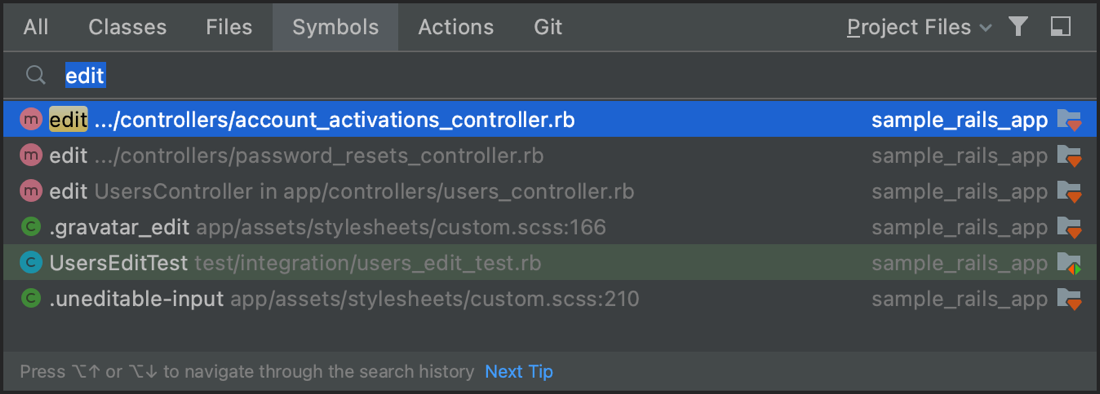 All Classes Files Symbols Actions Git Project Files
edit
m edit .../controllers/account_activations_controller.rb sample_rails_app
m edit .../controllers/password_resets_controller.rb sample_rails_app
m edit UsersController in app/controllers/users_controller.rb sample_rails_app
C .gravatar_edit app/assets/stylesheets/custom.scss:166 sample_rails_app
C UsersEditTest test/integration/users_edit_test.rb sample_rails_app
C .uneditable-input app/assets/stylesheets/custom.scss:210 sample_rails_app
Press ⌥↑ or ⌥↓ to navigate through the search history Next Tip